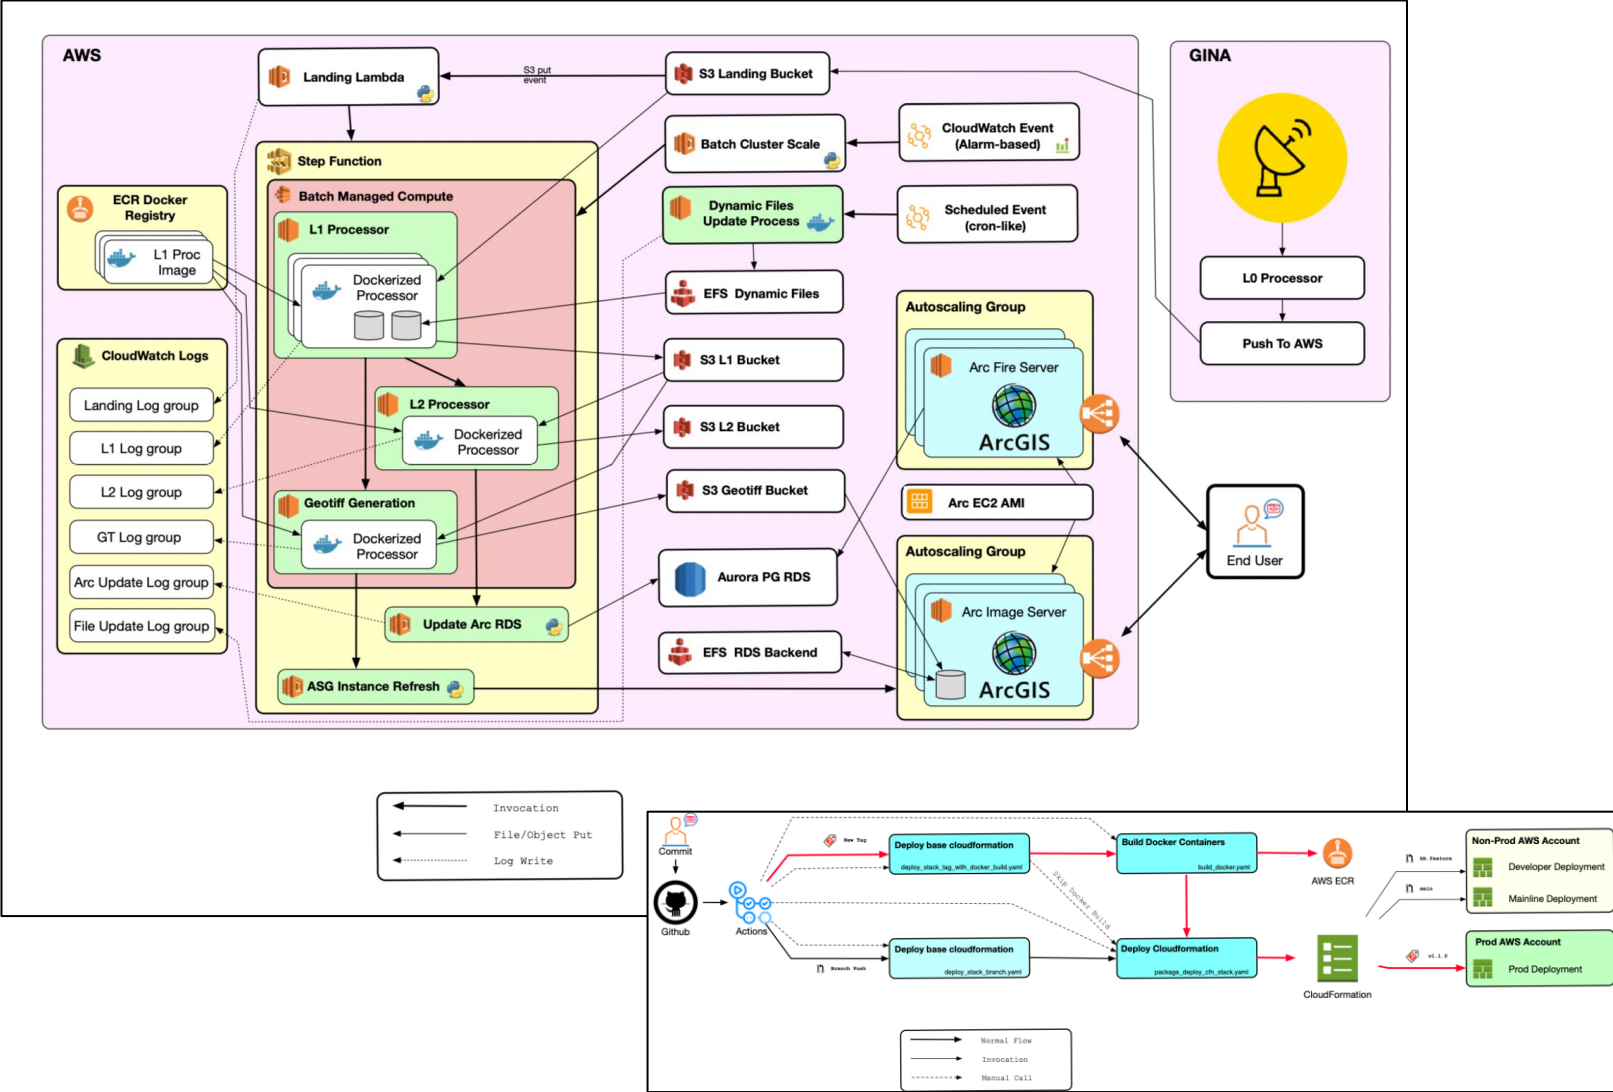 AWS
Landing Lambda
S3 put
event
S3 Landing Bucket
GINA
Batch Cluster Scale
CloudWatch Event
(Alarm-based)
Step Function
ECR Docker
Registry
L1 Proc
Image
Batch Managed Compute
L1 Processor
Dockerized
Processor
Dynamic Files
Update Process
Scheduled Event
(cron-like)
EFS Dynamic Files
L0 Processor
Push To AWS
CloudWatch Logs
Landing Log group
L1 Log group
L2 Log group
GT Log group
Arc Update Log group
File Update Log group
S3 L1 Bucket
L2 Processor
Dockerized
Processor
S3 L2 Bucket
Geotiff Generation
Dockerized
Processor
S3 Geotiff Bucket
Autoscaling Group
Arc Fire Server
ArcGIS
Arc EC2 AMI
End User
Autoscaling Group
Arc Image Server
ArcGIS
Aurora PG RDS
Update Arc RDS
EFS RDS Backend
ASG Instance Refresh
Invocation
File/Object Put
Log Write
Commit
Github
Actions
New Tag
Deploy base cloudformation
deploy_stack_tag_with_docker_build.yaml
Build Docker Containers
build_docker.yaml
AWS ECR
Skip Docker Build
Branch Push
Deploy base cloudformation
deploy_stack_branch.yaml
Deploy Cloudformation
package_deploy_cfn_stack.yaml
CloudFormation
bb.feature
main
v1.1.0
Non-Prod AWS Account
Developer Deployment
Mainline Deployment
Prod AWS Account
Prod Deployment
Normal Flow
Invocation
Manual Call